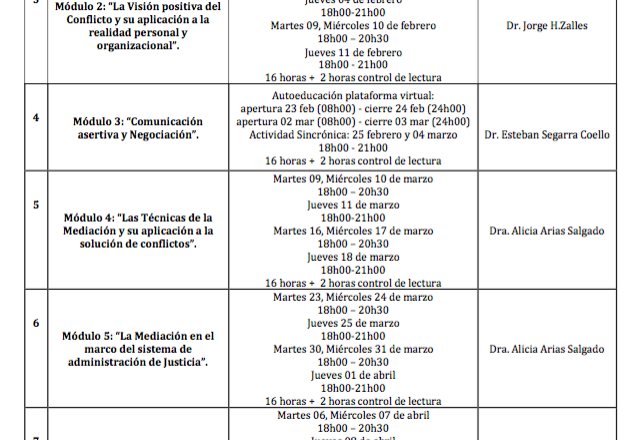 Jueves 04 de febrero
Módulo 2: “La Visión positiva del
Conflicto y su aplicación a la
realidad personal y
organizacional”.
18h00-21h00
Martes 09, Miércoles 10 de febrero
18h00 – 20h30
Jueves 11 de febrero
18h00 - 21h00
16 horas + 2 horas control de lectura
Dr. Jorge H.Zalles
4
Módulo 3: “Comunicación
asertiva y Negociación”.
Autoeducación plataforma virtual:
apertura 23 feb (08h00) - cierre 24 feb (24h00)
apertura 02 mar (08h00) - cierre 03 mar (24h00)
Actividad Sincrónica: 25 febrero y 04 marzo
18h00 - 21h00
16 horas + 2 horas control de lectura
Dr. Esteban Segarra Coello
5
Módulo 4: “Las Técnicas de la
Mediación y su aplicación a la
solución de conflictos”.
Martes 09, Miércoles 10 de marzo
18h00 – 20h30
Jueves 11 de marzo
18h00-21h00
Martes 16, Miércoles 17 de marzo
18h00 – 20h30
Jueves 18 de marzo
18h00-21h00
16 horas + 2 horas control de lectura
Dra. Alicia Arias Salgado
6
Módulo 5: “La Mediación en el
marco del sistema de
administración de Justicia”.
Martes 23, Miércoles 24 de marzo
18h00 – 20h30
Jueves 25 de marzo
18h00-21h00
Martes 30, Miércoles 31 de marzo
18h00 – 20h30
Jueves 01 de abril
18h00-21h00
16 horas + 2 horas control de lectura
Dra. Alicia Arias Salgado
Martes 06, Miércoles 07 de abril
18h00 – 20h30